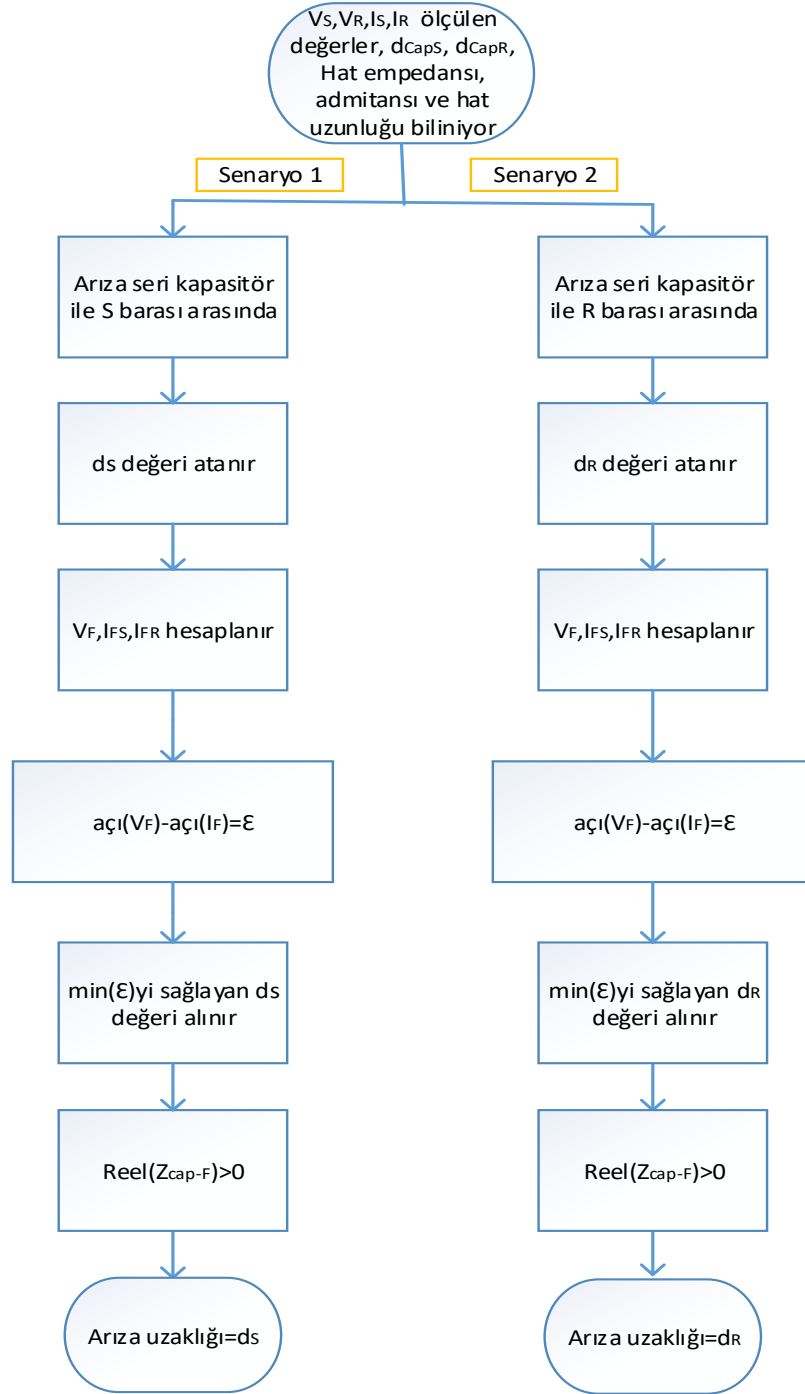 VS,VR,IS,IR ölçülen
değerler, dCapS, dCapR,
Hat empedansı,
admitansı ve hat
uzunluğu biliniyor
Senaryo 1
Senaryo 2
Arıza seri kapasitör
ile S barası arasında
ds değeri atanır
VF,IFS,IFR hesaplanır
açı(VF)-açı(IF)=Ɛ
min(Ɛ)yi sağlayan ds
değeri alınır
Reel(Zcap-F)>0
Arıza uzaklığı=ds
Arıza seri kapasitör
ile R barası arasında
dR değeri atanır
VF,IFS,IFR hesaplanır
açı(VF)-açı(IF)=Ɛ
min(Ɛ)yi sağlayan dR
değeri alınır
Reel(Zcap-F)>0
Arıza uzaklığı=dR